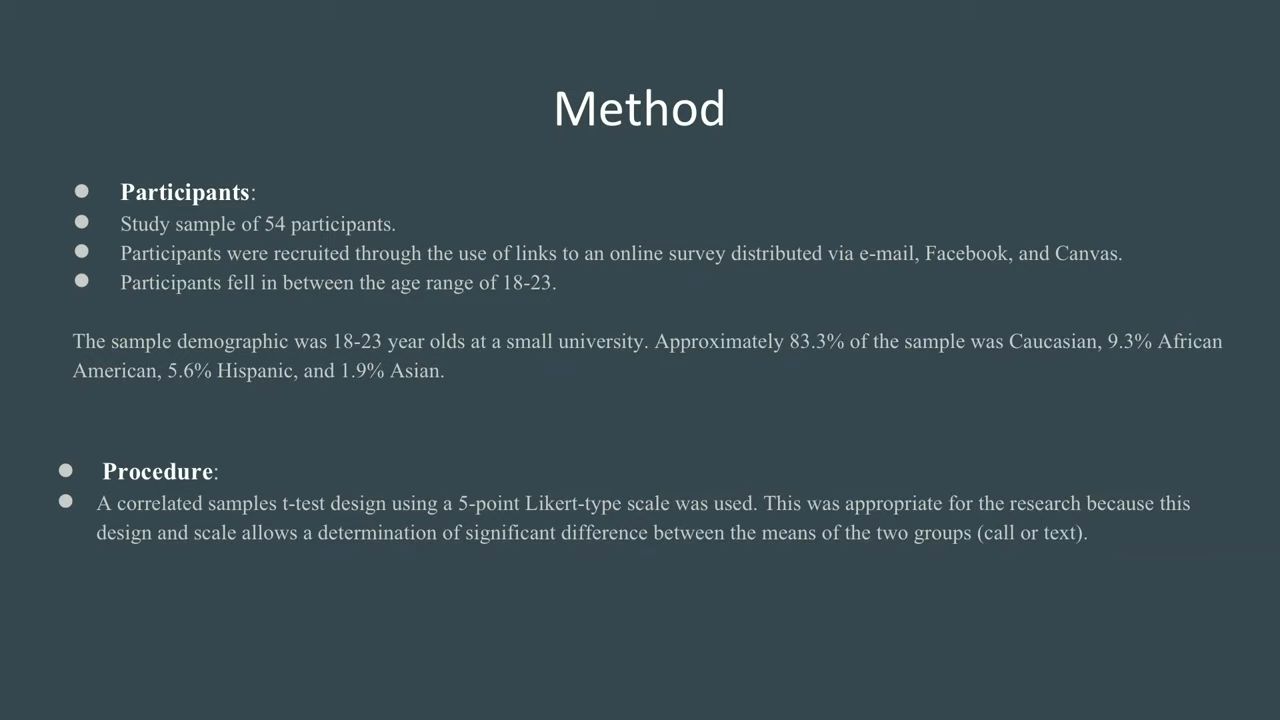 Method
● Participants:
● Study sample of 54 participants.
● Participants were recruited through the use of links to an online survey distributed via e-mail, Facebook, and Canvas.
● Participants fell in between the age range of 18-23.
The sample demographic was 18-23 year olds at a small university. Approximately 83.3% of the sample was Caucasian, 9.3% African
American, 5.6% Hispanic, and 1.9% Asian.
● Procedure:
● A correlated samples t-test design using a 5-point Likert-type scale was used. This was appropriate for the research because this
design and scale allows a determination of significant difference between the means of the two groups (call or text).